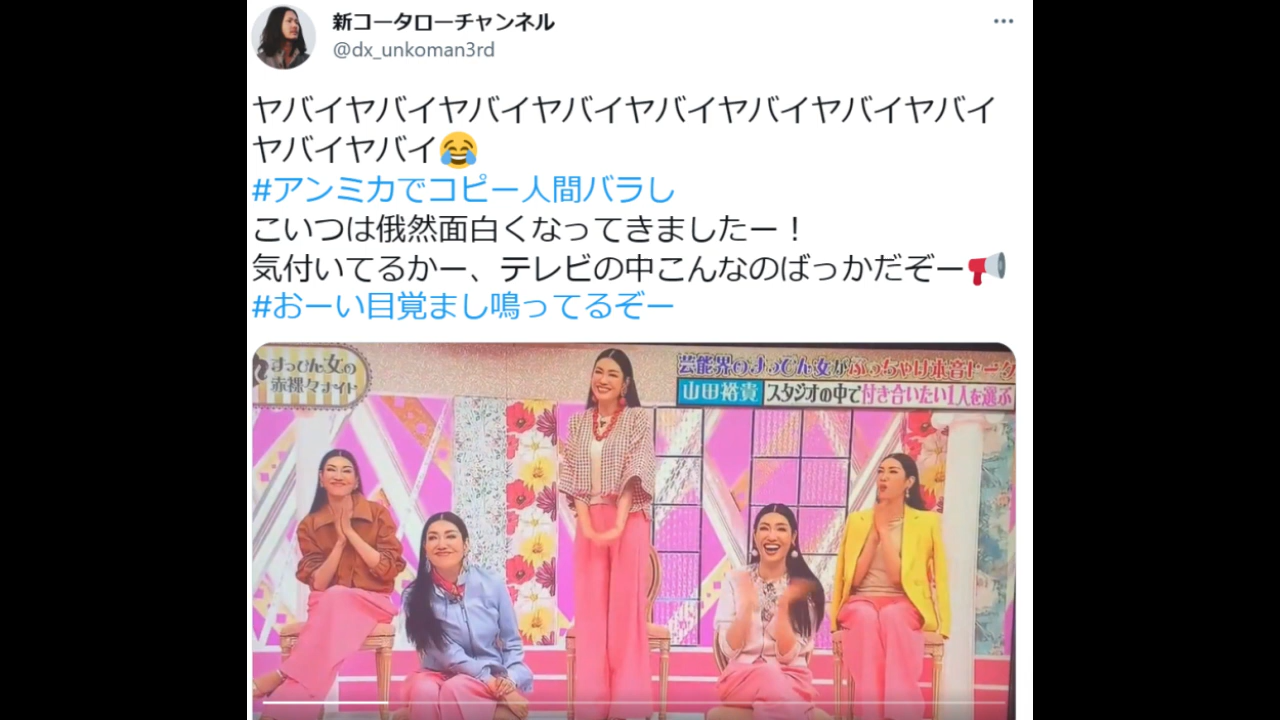 新コータローチャンネル
@dx_unkoman3rd
ヤバイヤバイヤバイヤバイヤバイヤバイヤバイヤバイ
ヤバイヤバイ😂
#アンミカでコピー人間バラし
こいつは俄然面白くなってきましたー！
気付いてるかー、テレビの中こんなのばっかだぞー📢
#おーい目覚まし鳴ってるぞー
すっぴん女の
赤裸々ナイト
芸能界のすっぴん女がぶっちゃけ本音トーク
山田裕貴 スタジオの中で付き合いたい1人を選ぶ